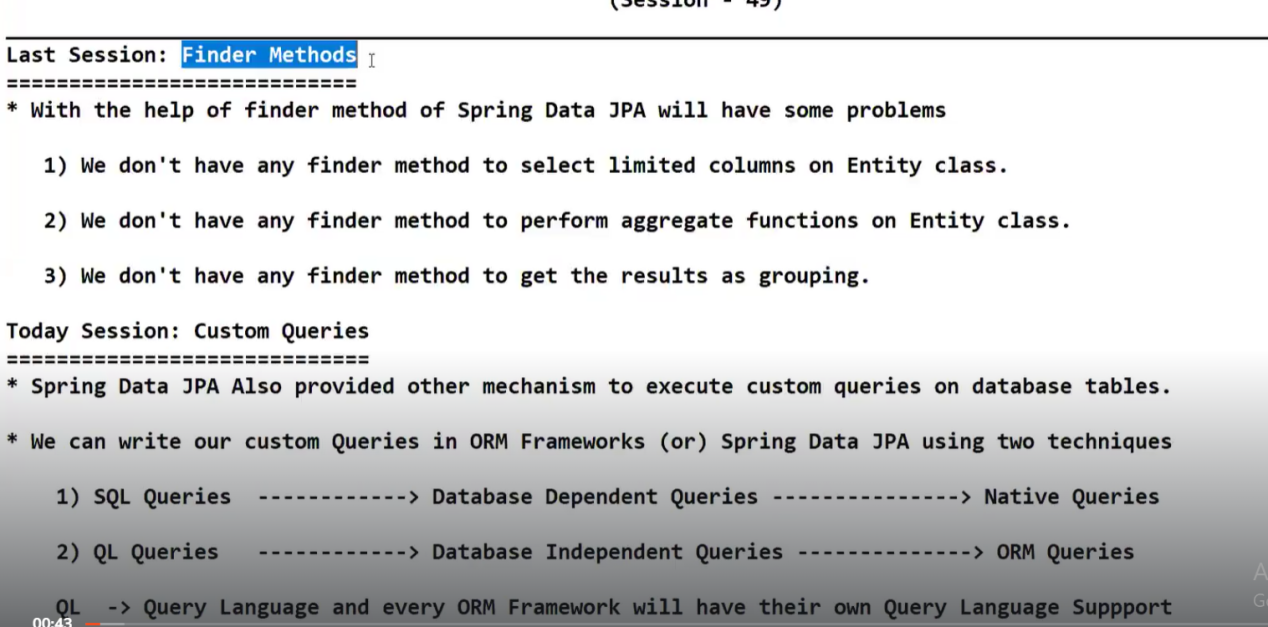 (Session - 49)
Last Session: Finder Methods
============================
* With the help of finder method of Spring Data JPA will have some problems
1) We don't have any finder method to select limited columns on Entity class.
2) We don't have any finder method to perform aggregate functions on Entity class.
3) We don't have any finder method to get the results as grouping.
Today Session: Custom Queries
=============================
* Spring Data JPA Also provided other mechanism to execute custom queries on database tables.
* We can write our custom Queries in ORM Frameworks (or) Spring Data JPA using two techniques
1) SQL Queries ------------> Database Dependent Queries ---------------> Native Queries
2) QL Queries ------------> Database Independent Queries --------------> ORM Queries
QL -> Query Language and every ORM Framework will have their own Query Language Suppport
00:43